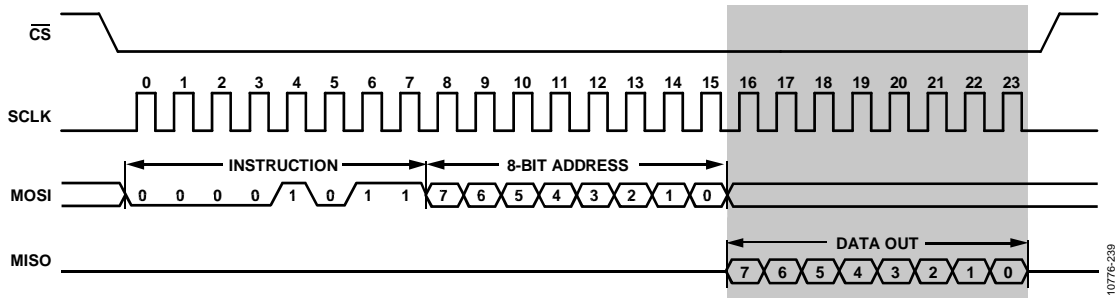 CS
0 1 2 3 4 5 6 7 8 9 10 11 12 13 14 15 16 17 18 19 20 21 22 23
SCLK
INSTRUCTION 8-BIT ADDRESS
MOSI 0 0 0 0 1 0 1 1 7 6 5 4 3 2 1 0
DATA OUT
MISO
7 6 5 4 3 2 1 0
10776-239